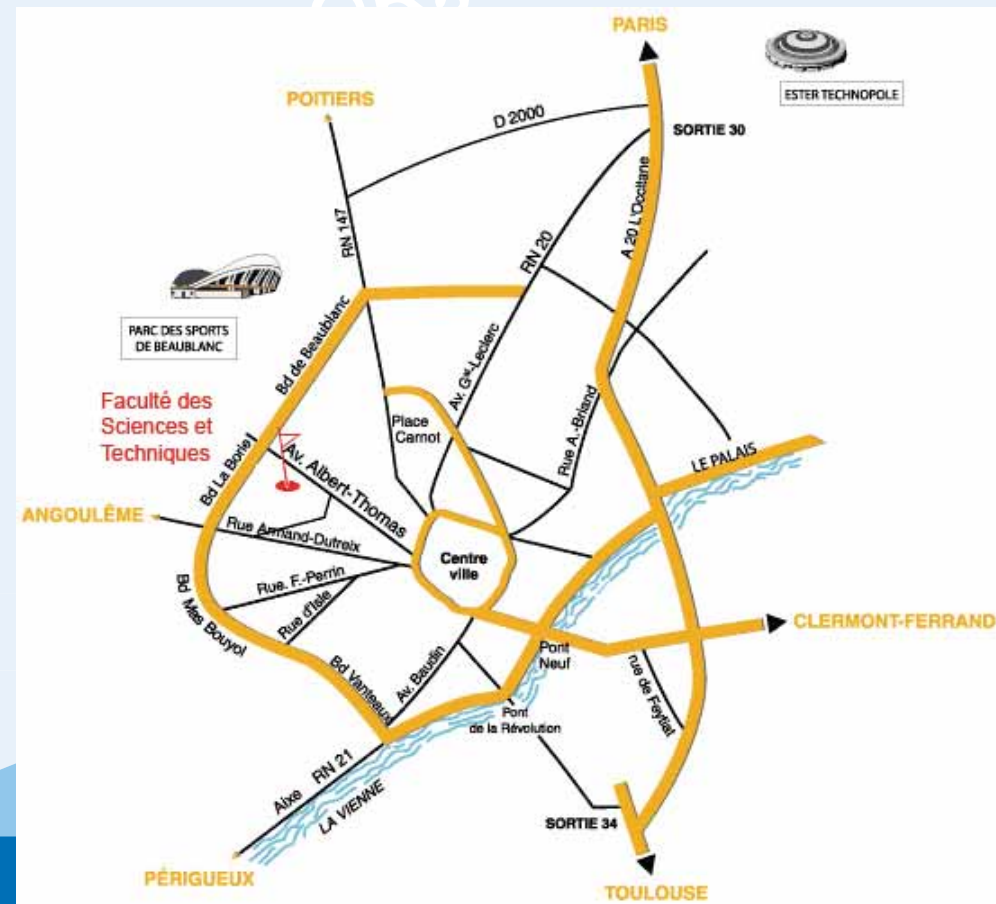 PARIS
ESTER TECHNOPOLE
POITIERS
D 2000
SORTIE 30
RN 147
RN 20
A 20 L'Occitane
PARC DES SPORTS
DE BEAUBLANC
Bd de Beaublanc
Av. Gal-Leclerc
Faculté des
Sciences et
Techniques
Place
Carnot
Rue A.-Briand
Bd La Borie
Av. Albert-Thomas
LE PALAIS
ANGOULÊME
Rue Armand-Dutreix
Centre
ville
Rue. F.-Perrin
Bd Mas Bouyol
Rue d'Isle
CLERMONT-FERRAND
Pont
Neuf
Bd Vanteaux
Av. Baudin
rue de Feytiat
Pont
de la Révolution
Aixe RN 21
LA VIENNE
SORTIE 34
PÉRIGUEUX
TOULOUSE